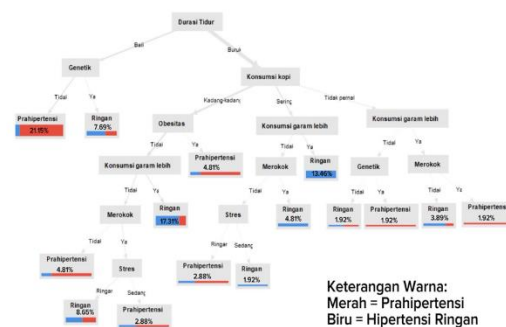 Durasi Tidur
Baik
Buruk
Genetik
Konsumsi kopi
Tidak
Ya
Kadang-kadang
Sering
Tidak pernah
Prahipertensi
21.15%
Ringan
7.69%
Obesitas
Konsumsi garam lebih
Konsumsi garam lebih
Tidak
Ya
Tidak
Ya
Tidak
Ya
Konsumsi garam lebih
Prahipertensi
4.81%
Merokok
Ringan
13.46%
Genetik
Merokok
Tidak
Ya
Tidak
Ya
Tidak
Ya
Tidak
Ya
Merokok
Ringan
17.31%
Stres
Ringan
4.81%
Ringan
1.92%
Prahipertensi
1.92%
Ringan
3.89%
Prahipertensi
1.92%
Tidak
Ya
Ringan
Sedang
Prahipertensi
4.81%
Stres
Prahipertensi
2.88%
Ringan
1.92%
Ringan
Sedang
Ringan
8.65%
Prahipertensi
2.88%
Keterangan Warna:
Merah = Prahipertensi
Biru = Hipertensi Ringan